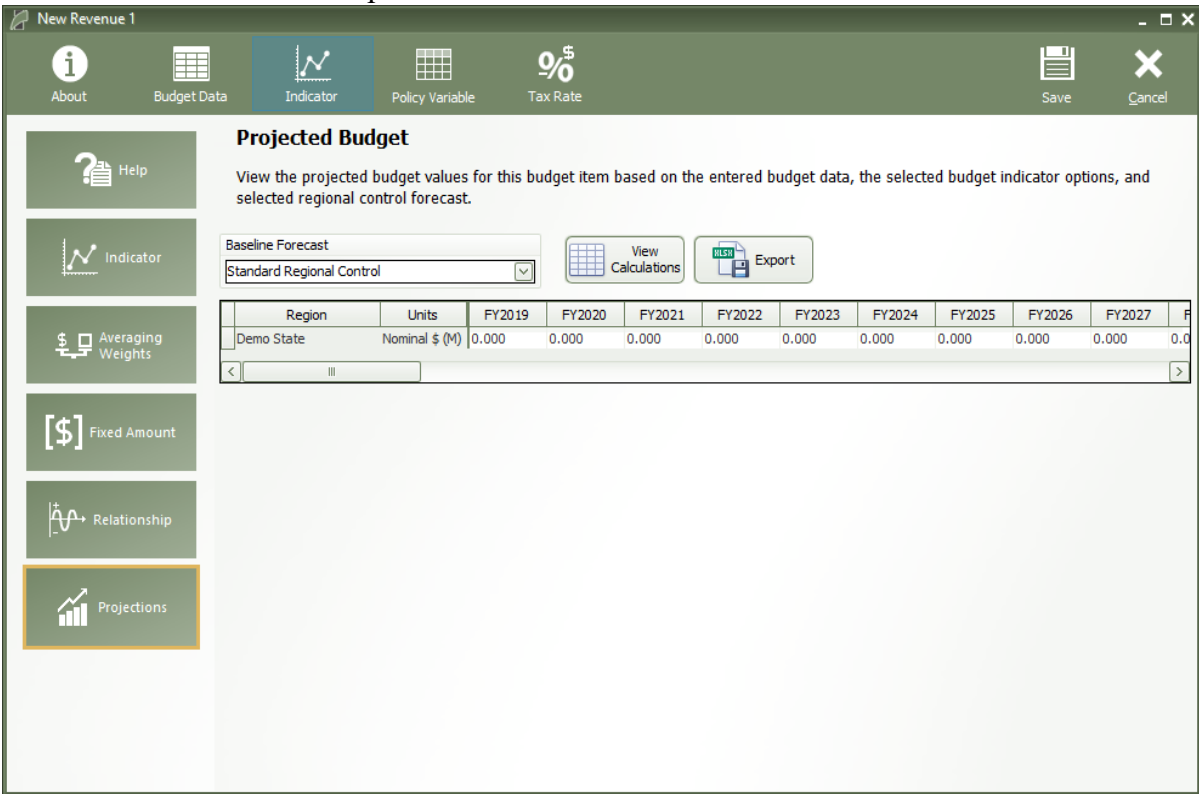 New Revenue 1
About
Budget Data
Indicator
Policy Variable
% $
Tax Rate
Save
Cancel
Help
Indicator
Averaging
Weights
Fixed Amount
Relationship
Projections
Projected Budget
View the projected budget values for this budget item based on the entered budget data, the selected budget indicator options, and
selected regional control forecast.
Baseline Forecast
Standard Regional Control
View
Calculations
XLSX
Export
Region Units FY2019 FY2020 FY2021 FY2022 FY2023 FY2024 FY2025 FY2026 FY2027 F
Demo State Nominal $ (M) 0.000 0.000 0.000 0.000 0.000 0.000 0.000 0.000 0.000 0.0